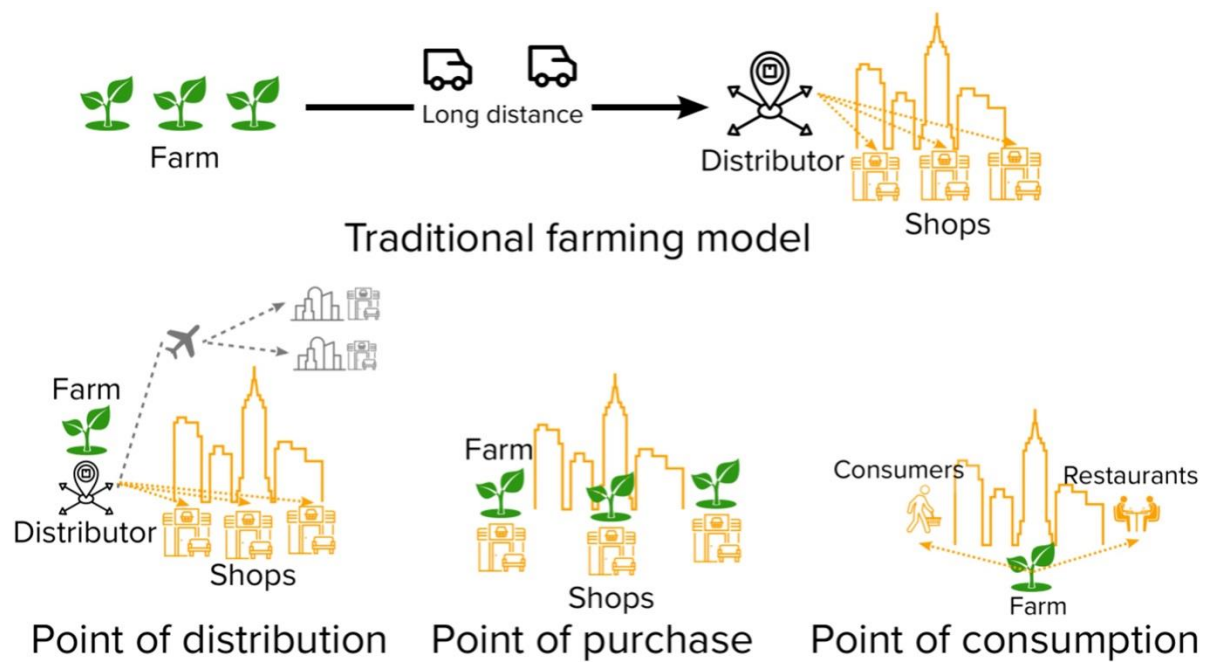 Farm
Long distance
Distributor
Shops
Traditional farming model
Farm
Distributor
Shops
Point of distribution
Farm
Shops
Point of purchase
Consumers
Restaurants
Farm
Point of consumption